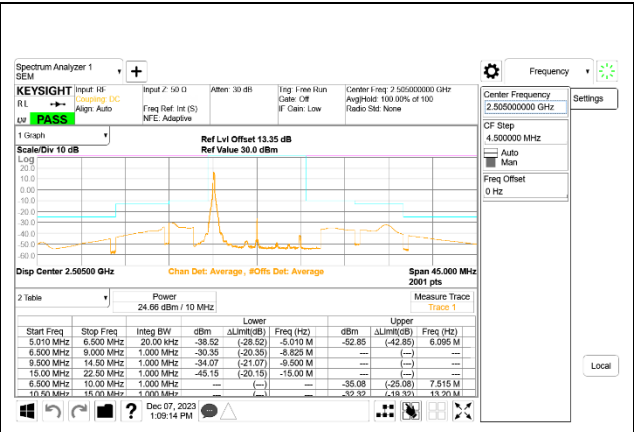 Spectrum Analyzer 1
SEM
Frequency
KEYSIGHT
Input: RF
Coupling: DC
Align: Auto
Input Z: 50 Ω
Freq Ref: Int (S)
NFE: Adaptive
Atten: 30 dB
Trig: Free Run
Gate: Off
IF Gain: Low
Center Freq: 2.505000000 GHz
Avg|Hold: 100.00% of 100
Radio Std: None
R L
PASS
Center Frequency
2.505000000 GHz
Settings
CF Step
4.500000 MHz
Auto
Man
Freq Offset
0 Hz
1 Graph
Scale/Div 10 dB
Ref Lvl Offset 13.35 dB
Ref Value 30.0 dBm
Log
20.0
10.0
0.00
-10.0
-20.0
-30.0
-40.0
-50.0
-60.0
Disp Center 2.50500 GHz
Chan Det: Average, #Offs Det: Average
Span 45.000 MHz
2001 pts
2 Table
Power
24.66 dBm / 10 MHz
Measure Trace
Trace 1
Lower Upper
Start Freq Stop Freq Integ BW dBm ΔLimit(dB) Freq (Hz) dBm ΔLimit(dB) Freq (Hz)
5.010 MHz 6.500 MHz 20.00 kHz -38.52 (-28.52) -5.010 M -52.85 (-42.85) 6.095 M
6.500 MHz 9.000 MHz 1.000 MHz -30.35 (-20.35) -8.825 M --- (---) ---
9.500 MHz 14.50 MHz 1.000 MHz -34.07 (-21.07) -9.500 M --- (---) ---
15.00 MHz 22.50 MHz 1.000 MHz -45.15 (-20.15) -15.00 M --- (---) ---
6.500 MHz 10.00 MHz 1.000 MHz --- (---) --- -35.08 (-25.08) 7.515 M
10.50 MHz 15.00 MHz 1.000 MHz --- (---) --- -32.32 (-19.32) 13.20 M
Local
?
Dec 07, 2023
1:09:14 PM